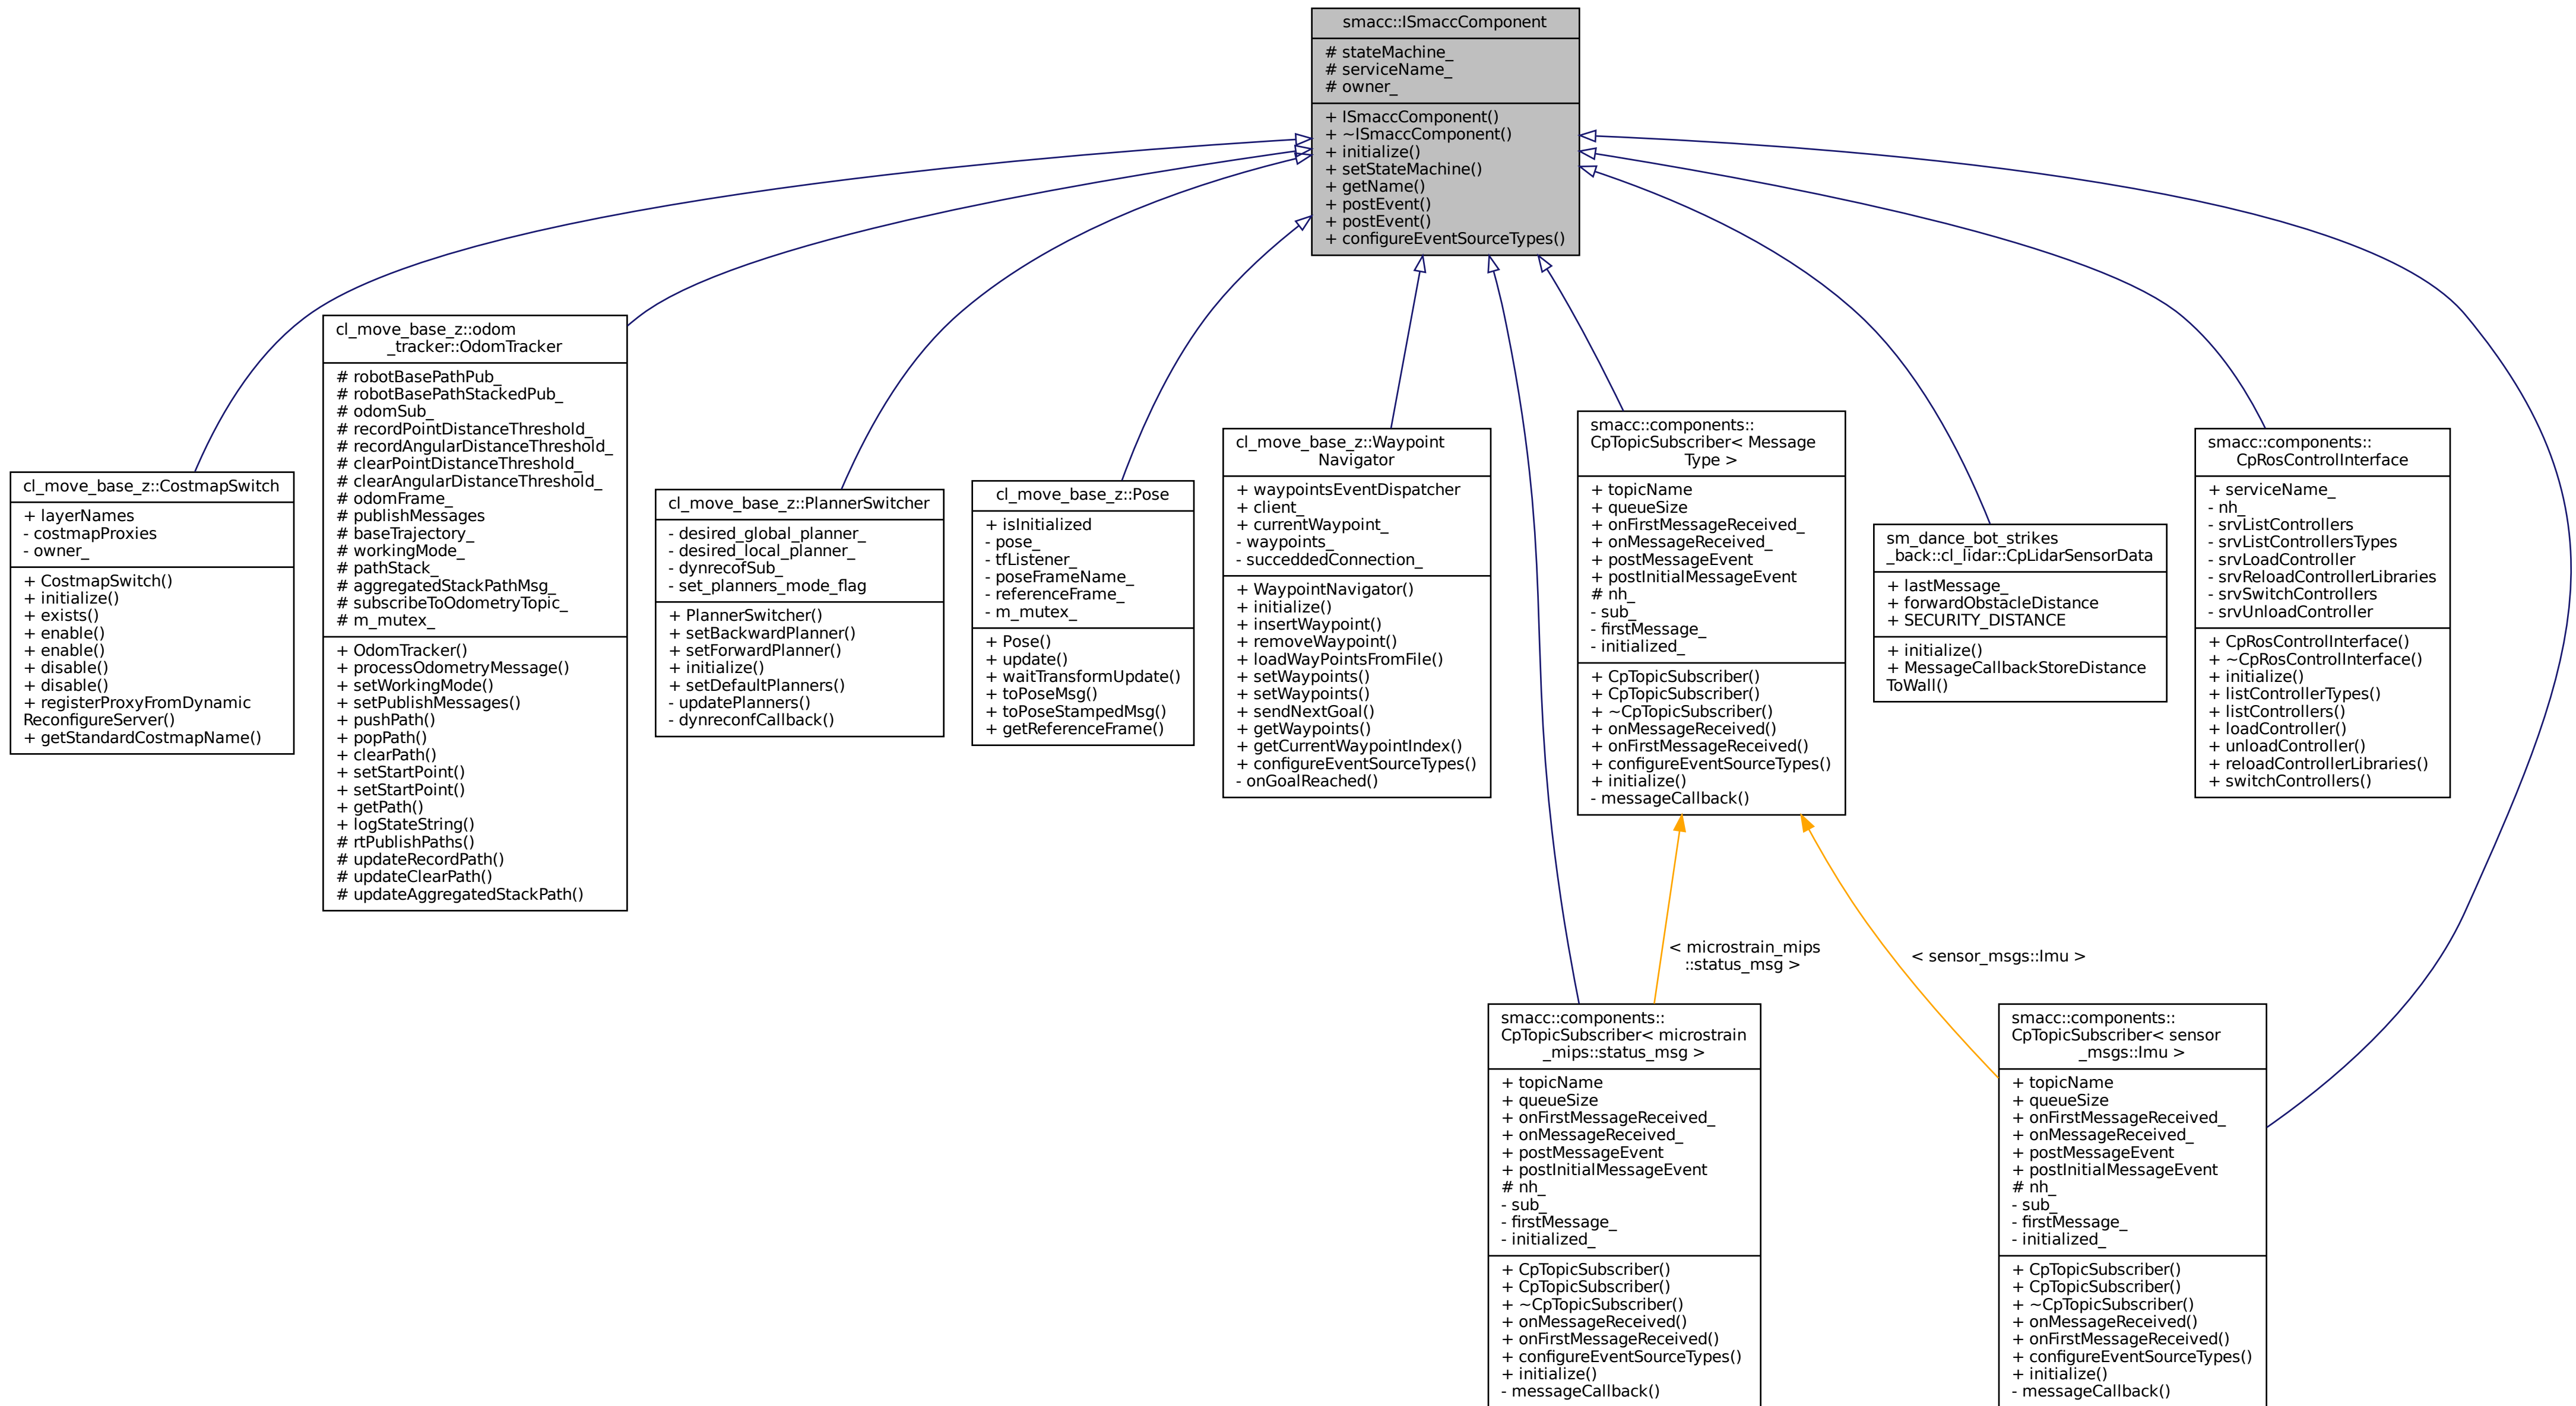 smacc::ISmaccComponent
# stateMachine_
# serviceName_
# owner_
+ ISmaccComponent()
+ ~ISmaccComponent()
+ initialize()
+ setStateMachine()
+ getName()
+ postEvent()
+ postEvent()
+ configureEventSourceTypes()
cl_move_base_z::CostmapSwitch
+ layerNames
- costmapProxies
- owner_
+ CostmapSwitch()
+ initialize()
+ exists()
+ enable()
+ enable()
+ disable()
+ disable()
+ registerProxyFromDynamic
ReconfigureServer()
+ getStandardCostmapName()
cl_move_base_z::odom
_tracker::OdomTracker
# robotBasePathPub_
# robotBasePathStackedPub_
# odomSub_
# recordPointDistanceThreshold_
# recordAngularDistanceThreshold_
# clearPointDistanceThreshold_
# clearAngularDistanceThreshold_
# odomFrame_
# publishMessages
# baseTrajectory_
# workingMode_
# pathStack_
# aggregatedStackPathMsg_
# subscribeToOdometryTopic_
# m_mutex_
+ OdomTracker()
+ processOdometryMessage()
+ setWorkingMode()
+ setPublishMessages()
+ pushPath()
+ popPath()
+ clearPath()
+ setStartPoint()
+ setStartPoint()
+ getPath()
+ logStateString()
# rtPublishPaths()
# updateRecordPath()
# updateClearPath()
# updateAggregatedStackPath()
cl_move_base_z::PlannerSwitcher
- desired_global_planner_
- desired_local_planner_
- dynrecofSub_
- set_planners_mode_flag
+ PlannerSwitcher()
+ setBackwardPlanner()
+ setForwardPlanner()
+ initialize()
+ setDefaultPlanners()
- updatePlanners()
- dynreconfCallback()
cl_move_base_z::Pose
+ isInitialized
- pose_
- tfListener_
- poseFrameName_
- referenceFrame_
- m_mutex_
+ Pose()
+ update()
+ waitTransformUpdate()
+ toPoseMsg()
+ toPoseStampedMsg()
+ getReferenceFrame()
cl_move_base_z::Waypoint
Navigator
+ waypointsEventDispatcher
+ client_
+ currentWaypoint_
- waypoints_
- succeddedConnection_
+ WaypointNavigator()
+ initialize()
+ insertWaypoint()
+ removeWaypoint()
+ loadWayPointsFromFile()
+ setWaypoints()
+ setWaypoints()
+ sendNextGoal()
+ getWaypoints()
+ getCurrentWaypointIndex()
+ configureEventSourceTypes()
- onGoalReached()
smacc::components::
CpTopicSubscriber< Message
Type >
+ topicName
+ queueSize
+ onFirstMessageReceived_
+ onMessageReceived_
+ postMessageEvent
+ postInitialMessageEvent
# nh_
- sub_
- firstMessage_
- initialized_
+ CpTopicSubscriber()
+ CpTopicSubscriber()
+ ~CpTopicSubscriber()
+ onMessageReceived()
+ onFirstMessageReceived()
+ configureEventSourceTypes()
+ initialize()
- messageCallback()
sm_dance_bot_strikes
_back::cl_lidar::CpLidarSensorData
+ lastMessage_
+ forwardObstacleDistance
+ SECURITY_DISTANCE
+ initialize()
+ MessageCallbackStoreDistance
ToWall()
smacc::components::
CpRosControlInterface
+ serviceName_
- nh_
- srvListControllers
- srvListControllersTypes
- srvLoadController
- srvReloadControllerLibraries
- srvSwitchControllers
- srvUnloadController
+ CpRosControlInterface()
+ ~CpRosControlInterface()
+ initialize()
+ listControllerTypes()
+ listControllers()
+ loadController()
+ unloadController()
+ reloadControllerLibraries()
+ switchControllers()
< microstrain_mips
::status_msg >
< sensor_msgs::Imu >
smacc::components::
CpTopicSubscriber< microstrain
_mips::status_msg >
+ topicName
+ queueSize
+ onFirstMessageReceived_
+ onMessageReceived_
+ postMessageEvent
+ postInitialMessageEvent
# nh_
- sub_
- firstMessage_
- initialized_
+ CpTopicSubscriber()
+ CpTopicSubscriber()
+ ~CpTopicSubscriber()
+ onMessageReceived()
+ onFirstMessageReceived()
+ configureEventSourceTypes()
+ initialize()
- messageCallback()
smacc::components::
CpTopicSubscriber< sensor
_msgs::Imu >
+ topicName
+ queueSize
+ onFirstMessageReceived_
+ onMessageReceived_
+ postMessageEvent
+ postInitialMessageEvent
# nh_
- sub_
- firstMessage_
- initialized_
+ CpTopicSubscriber()
+ CpTopicSubscriber()
+ ~CpTopicSubscriber()
+ onMessageReceived()
+ onFirstMessageReceived()
+ configureEventSourceTypes()
+ initialize()
- messageCallback()